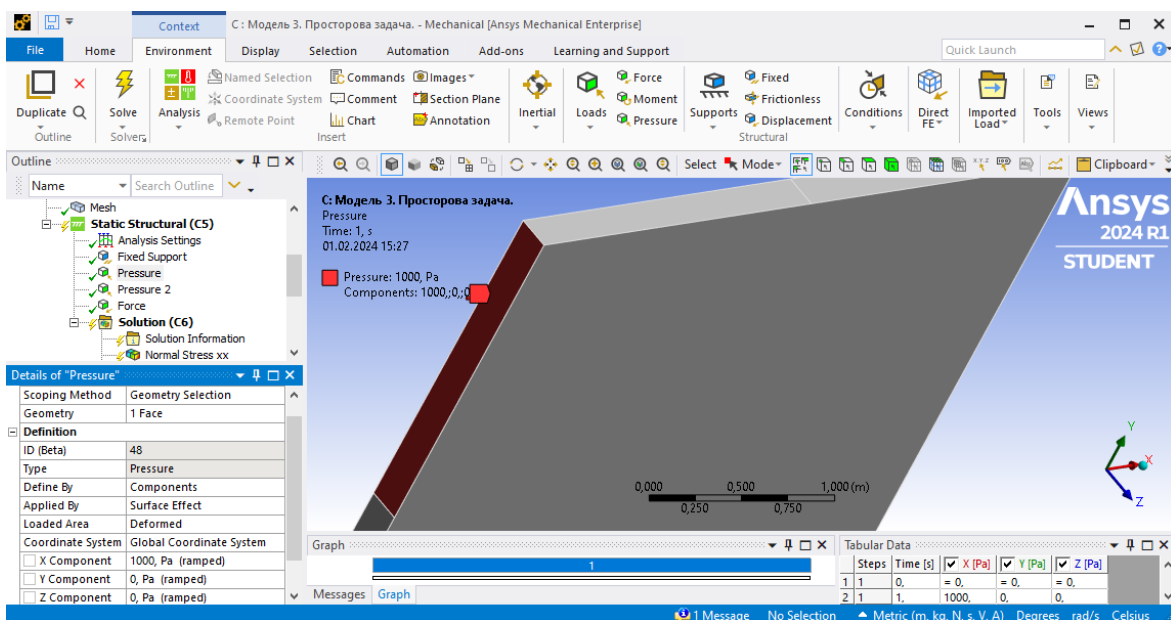 Context
C : Модель 3. Просторова задача. - Mechanical [Ansys Mechanical Enterprise]
File Home Environment Display Selection Automation Add-ons Learning and Support Quick Launch
Duplicate
Outline
Solve
Solvers
Analysis
Named Selection
Coordinate System
Remote Point
Commands
Comment
Chart
Images
Section Plane
Annotation
Insert
Inertial
Loads
Force
Moment
Pressure
Supports
Fixed
Frictionless
Displacement
Structural
Conditions
Direct FE
Imported Load
Tools
Views
Outline
Select Mode Clipboard
Name Search Outline
Mesh
Static Structural (C5)
Analysis Settings
Fixed Support
Pressure
Pressure 2
Force
Solution (C6)
Solution Information
Normal Stress xx
C: Модель 3. Просторова задача.
Pressure
Time: 1, s
01.02.2024 15:27
Pressure: 1000, Pa
Components: 1000,;0,;0
Ansys
2024 R1
STUDENT
Details of "Pressure"
Scoping Method Geometry Selection
Geometry 1 Face
Definition
ID (Beta) 48
Type Pressure
Define By Components
Applied By Surface Effect
Loaded Area Deformed
Coordinate System Global Coordinate System
X Component 1000, Pa (ramped)
Y Component 0, Pa (ramped)
Z Component 0, Pa (ramped)
0,000 0,500 1,000 (m)
0,250 0,750
Y
X
Z
Graph
1
Messages Graph
Tabular Data
Steps Time [s] X [Pa] Y [Pa] Z [Pa]
1 1 0, = 0, = 0, = 0,
2 1 1, 1000, 0, 0,
1 Message No Selection Metric (m, kg, N, s, V, A) Degrees rad/s Celsius